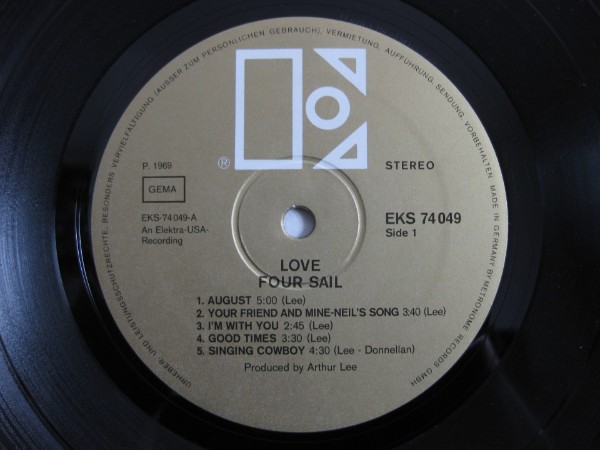 URHEBER- UND LEISTUNGSSCHUTZRECHTE, BESONDERS VERVIELFÄLTIGUNG (AUSSER ZUM PERSÖNLICHEN GEBRAUCH), VERMIETUNG, AUFFÜHRUNG, SENDUNG, VORBEHALTEN. MADE IN GERMANY BY METRONOME RECORDS GMBH
®
P. 1969
STEREO
GEMA
EKS-74049-A
An Elektra-USA-
Recording
EKS 74 049
Side 1
LOVE
FOUR SAIL
1. AUGUST 5:00 (Lee)
2. YOUR FRIEND AND MINE-NEIL'S SONG 3:40 (Lee)
3. I'M WITH YOU 2:45 (Lee)
4. GOOD TIMES 3:30 (Lee)
5. SINGING COWBOY 4:30 (Lee - Donnellan)
Produced by Arthur Lee